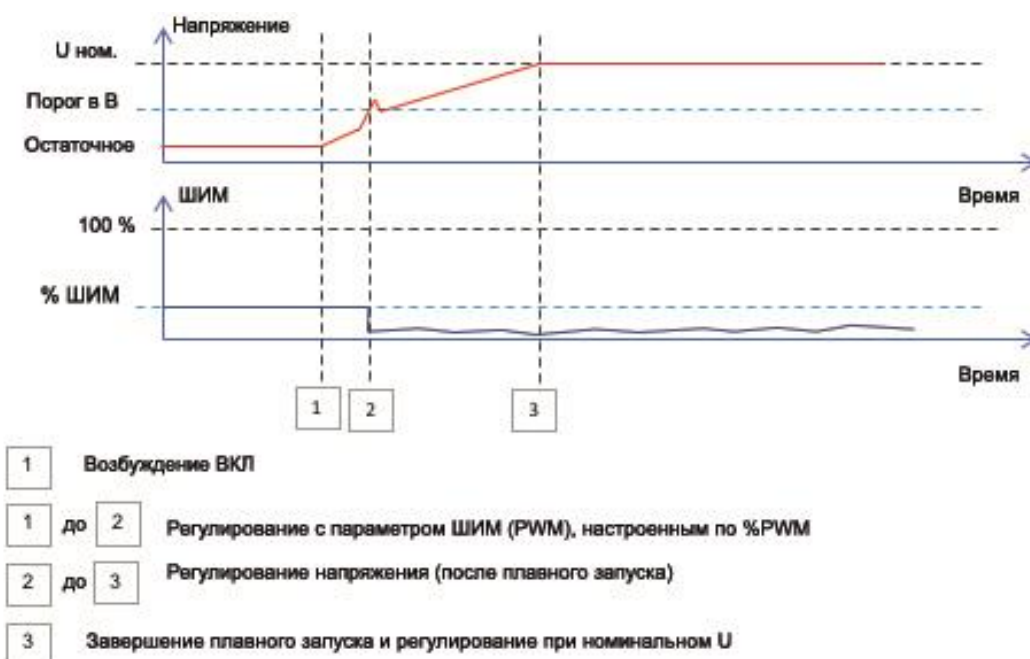 Напряжение
U ном.
Порог в В
Остаточное
Время
ШИМ
100 %
% ШИМ
Время
1 2 3
1 Возбуждение ВКЛ
1 до 2 Регулирование с параметром ШИМ (PWM), настроенным по %PWM
2 до 3 Регулирование напряжения (после плавного запуска)
3 Завершение плавного запуска и регулирование при номинальном U